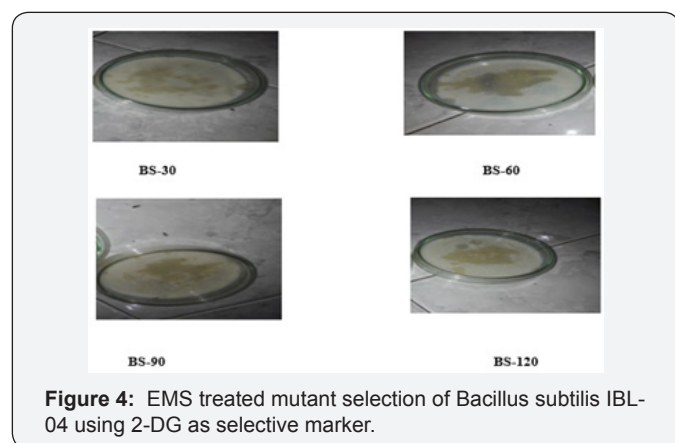 BS-30
BS-60
BS-90
BS-120
Figure 4: EMS treated mutant selection of Bacillus subtilis IBL-
04 using 2-DG as selective marker.